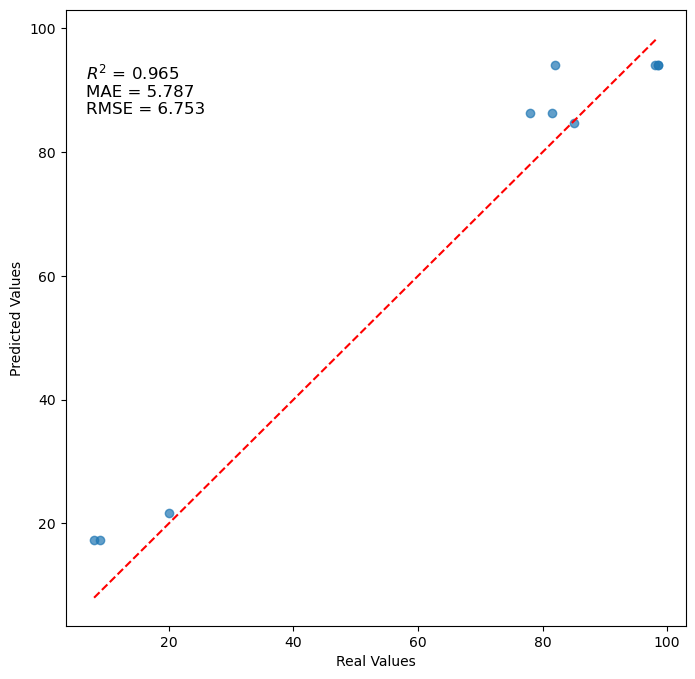 R² = 0.965
MAE = 5.787
RMSE = 6.753
100
80
60
40
20
Predicted Values
20 40 60 80 100
Real Values